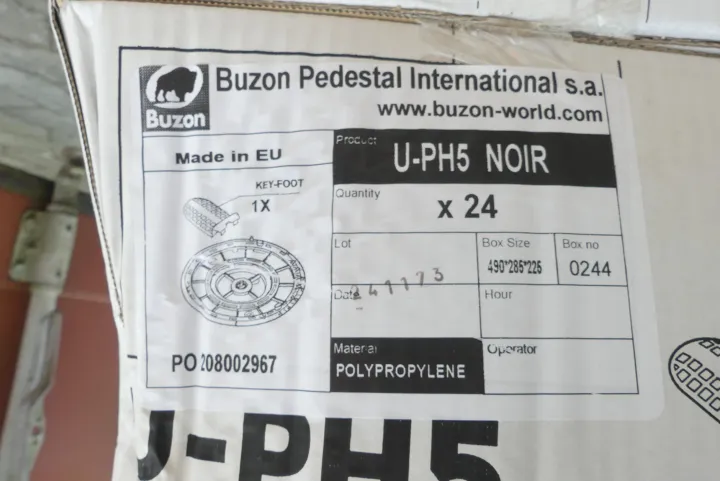 Buzon
Buzon Pedestal International s.a.
www.buzon-world.com
Made in EU
KEY-FOOT
1X
PO 208002967
Product
U-PH5 NOIR
Quantity
x 24
Lot
Box Size
490*285*225
Box no
0244
Date
241173
Hour
Material
POLYPROPYLENE
Operator
U-PH5